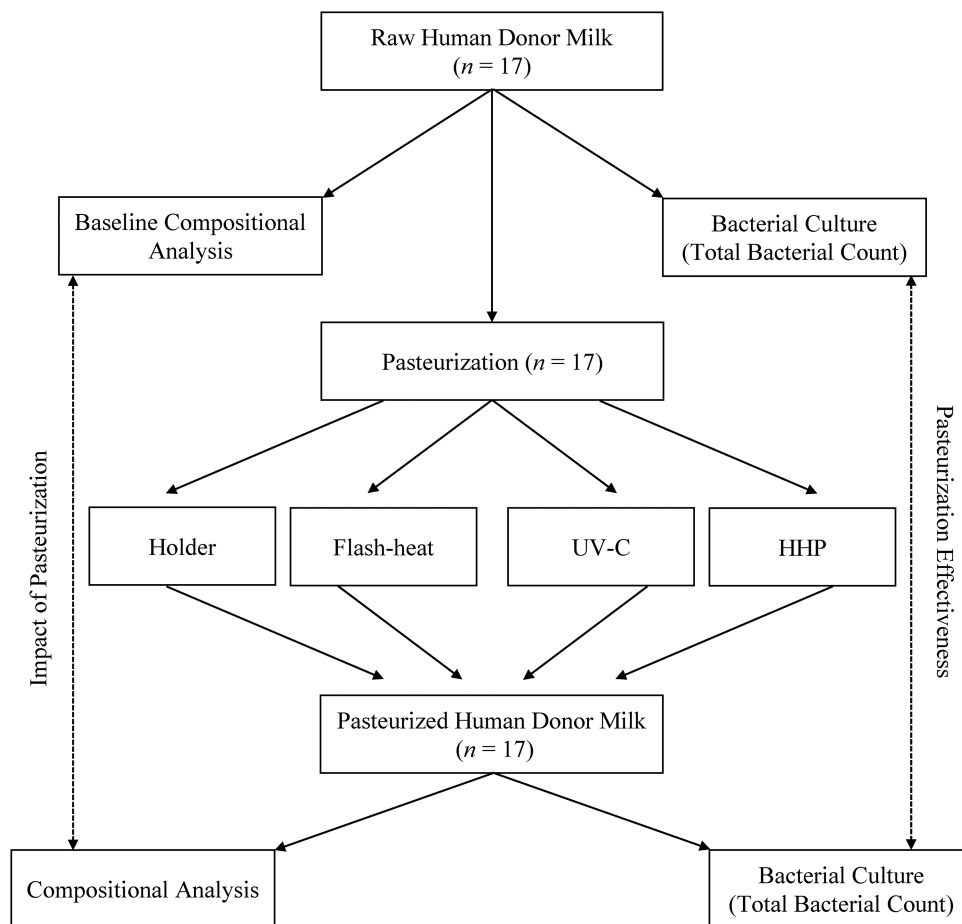 Raw Human Donor Milk
(n = 17)
Baseline Compositional
Analysis
Bacterial Culture
(Total Bacterial Count)
Pasteurization (n = 17)
Impact of Pasteurization
Pasteurization Effectiveness
Holder
Flash-heat
UV-C
HHP
Pasteurized Human Donor Milk
(n = 17)
Compositional Analysis
Bacterial Culture
(Total Bacterial Count)